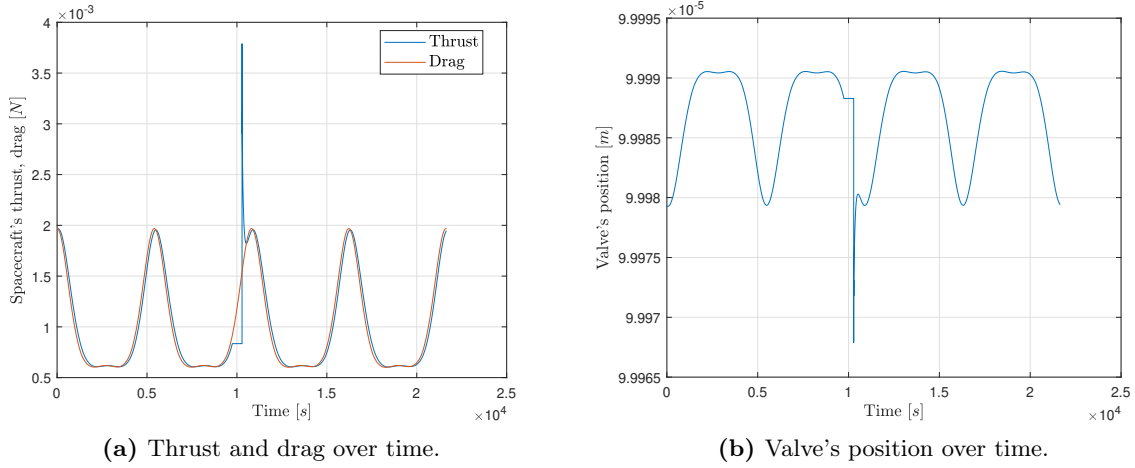 ×10⁻³
4
3.5
3
2.5
2
1.5
1
0.5
Spacecraft's thrust, drag [N]
Thrust
Drag
0 0.5 1 1.5 2 2.5
Time [s]
×10⁴
(a) Thrust and drag over time.
×10⁻⁵
9.9995
9.999
9.9985
9.998
9.9975
9.997
9.9965
Valve's position [m]
0 0.5 1 1.5 2 2.5
Time [s]
×10⁴
(b) Valve's position over time.